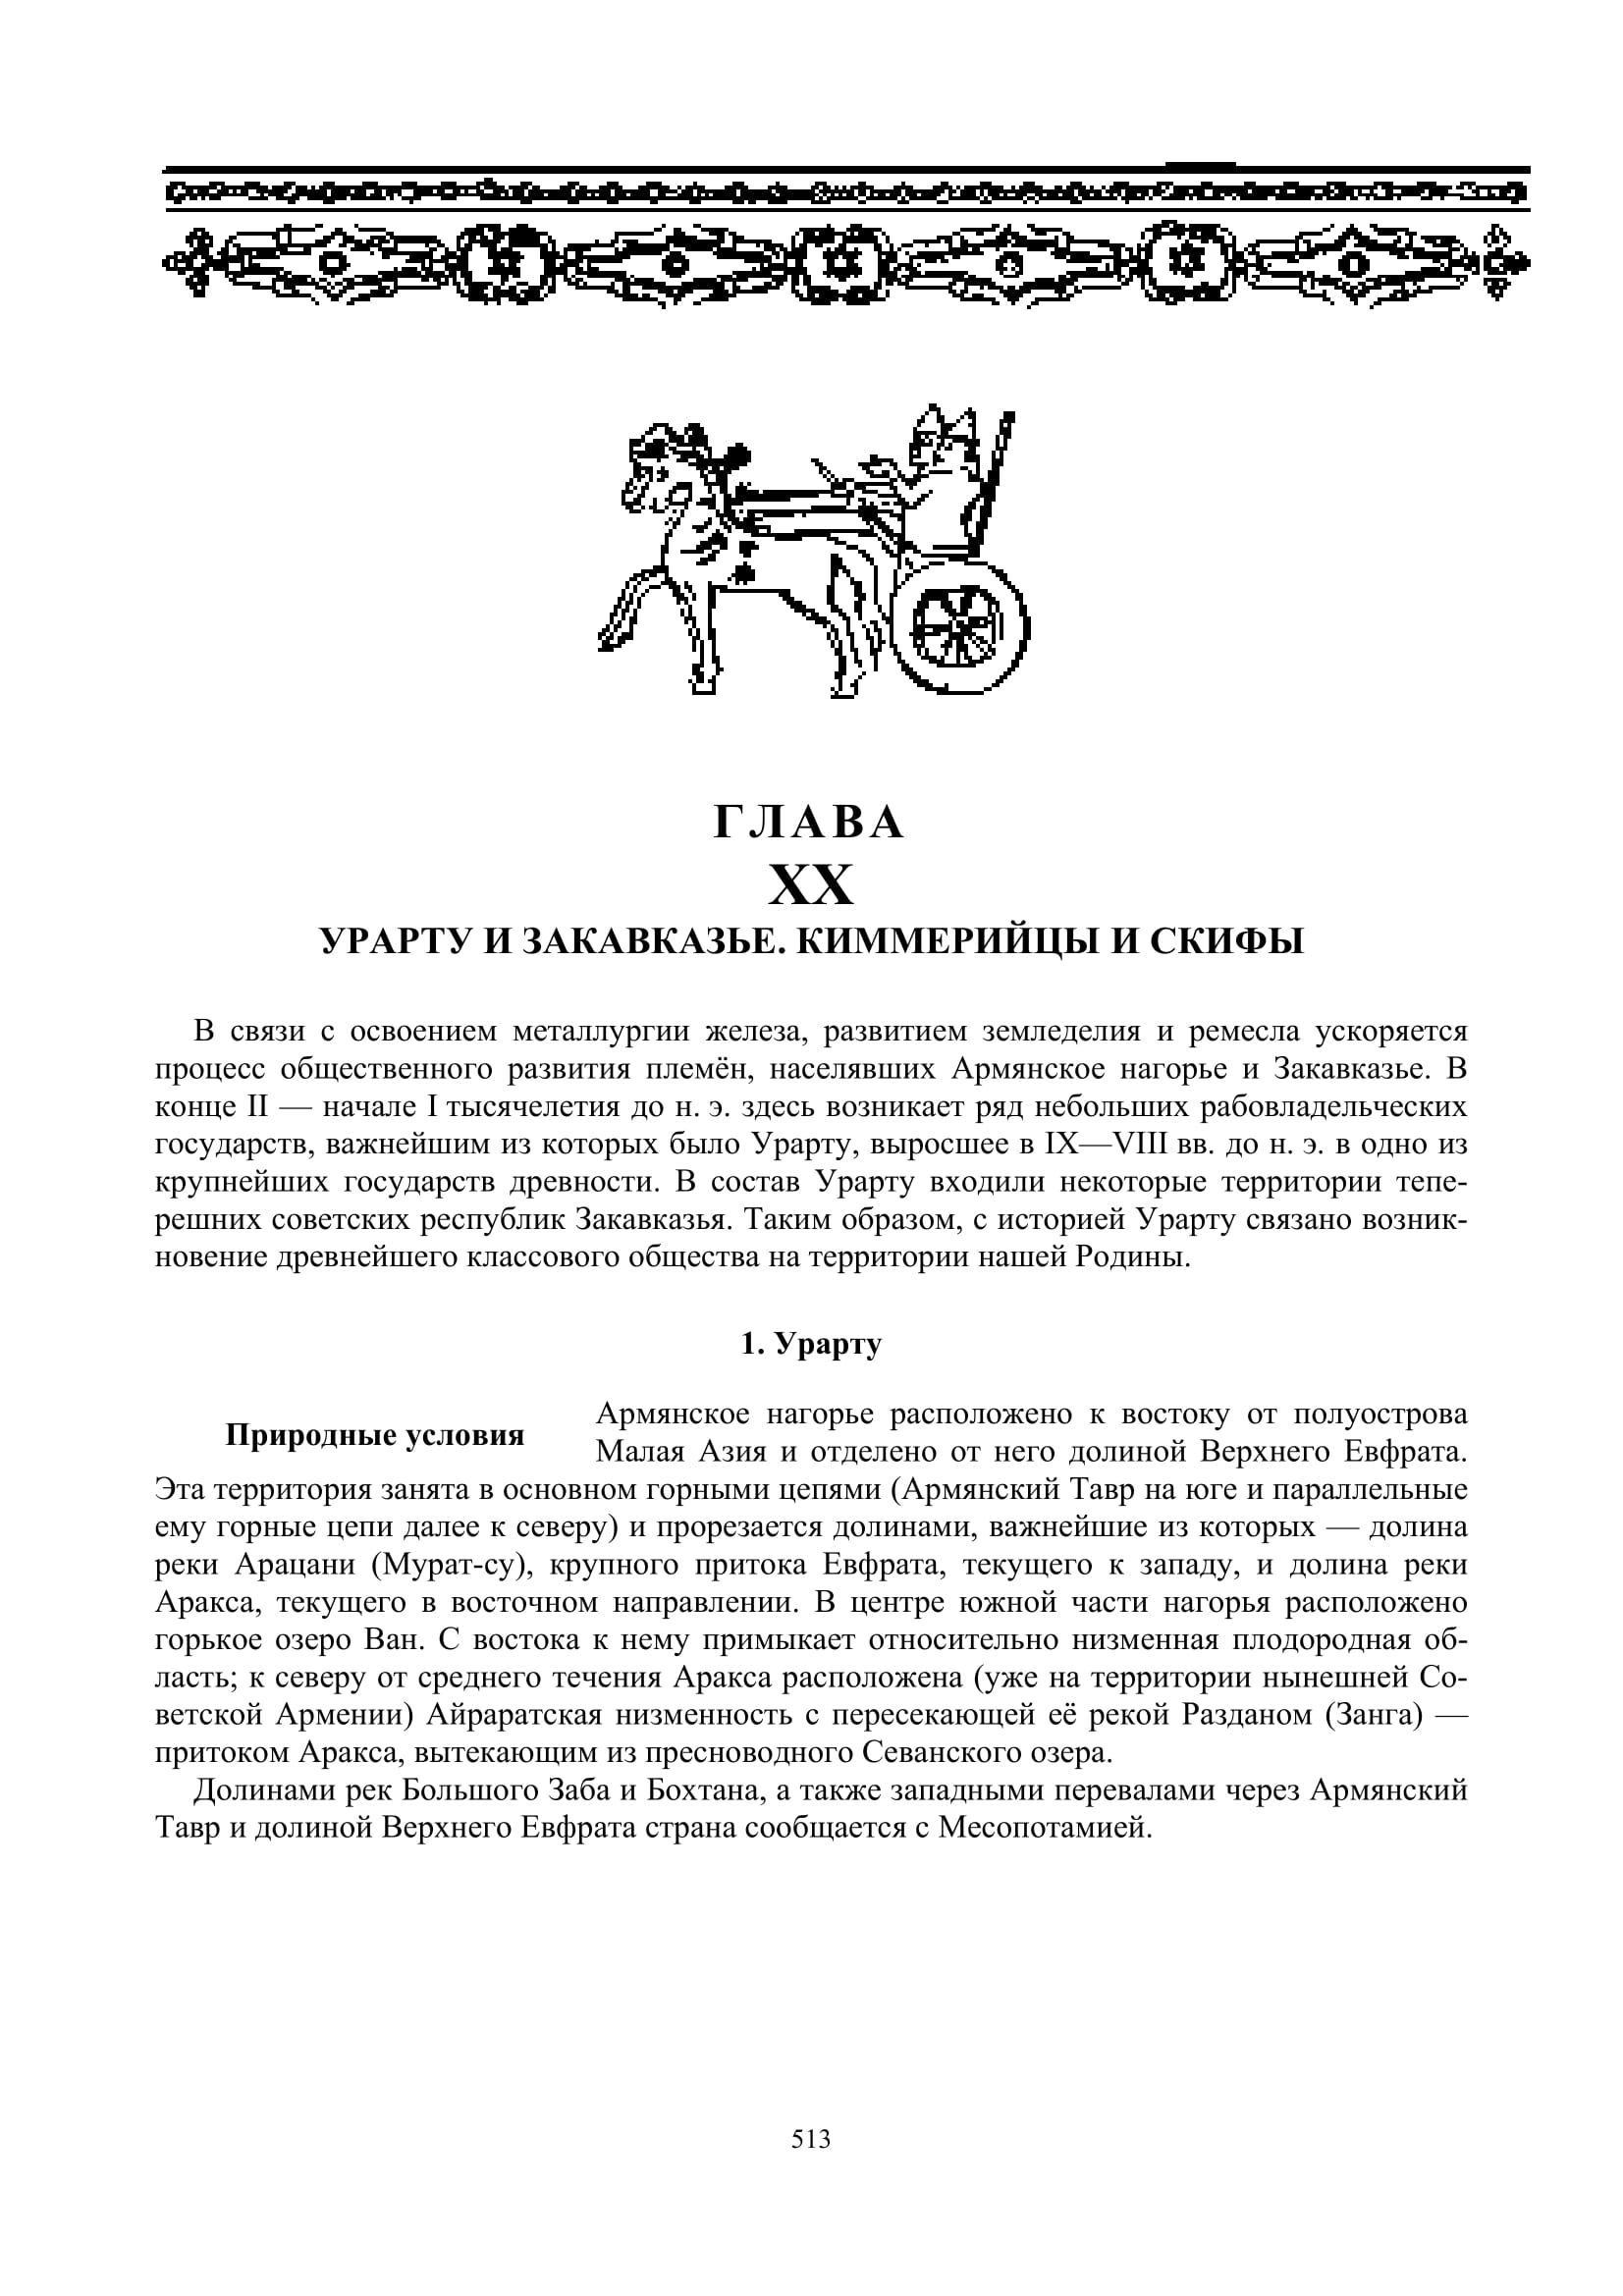 ГЛАВА
XX
УРАРТУ И ЗАКАВКАЗЬЕ. КИММЕРИЙЦЫ И СКИФЫ
В связи с освоением металлургии железа, развитием земледелия и ремесла ускоряется
процесс общественного развития племён, населявших Армянское нагорье и Закавказье. В
конце II — начале I тысячелетия до н. э. здесь возникает ряд небольших рабовладельческих
государств, важнейшим из которых было Урарту, выросшее в IX—VIII вв. до н. э. в одно из
крупнейших государств древности. В состав Урарту входили некоторые территории тепе-
решних советских республик Закавказья. Таким образом, с историей Урарту связано возник-
новение древнейшего классового общества на территории нашей Родины.
1. Урарту
Природные условия
Армянское нагорье расположено к востоку от полуострова
Малая Азия и отделено от него долиной Верхнего Евфрата.
Эта территория занята в основном горными цепями (Армянский Тавр на юге и параллельные
ему горные цепи далее к северу) и прорезается долинами, важнейшие из которых — долина
реки Арацани (Мурат-су), крупного притока Евфрата, текущего к западу, и долина реки
Аракса, текущего в восточном направлении. В центре южной части нагорья расположено
горькое озеро Ван. С востока к нему примыкает относительно низменная плодородная об-
ласть; к северу от среднего течения Аракса расположена (уже на территории нынешней Со-
ветской Армении) Айраратская низменность с пересекающей её рекой Разданом (Занга) —
притоком Аракса, вытекающим из пресноводного Севанского озера.
Долинами рек Большого Заба и Бохтана, а также западными перевалами через Армянский
Тавр и долиной Верхнего Евфрата страна сообщается с Месопотамией.
513